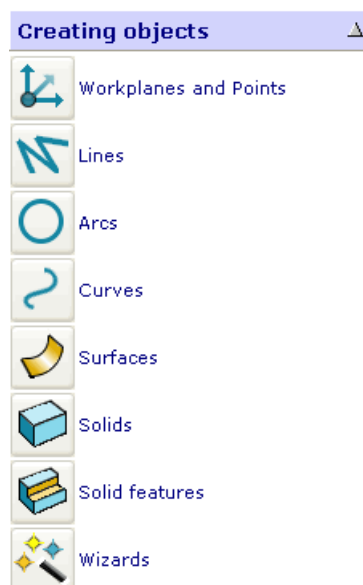 Creating objects
Workplanes and Points
Lines
Arcs
Curves
Surfaces
Solids
Solid features
Wizards